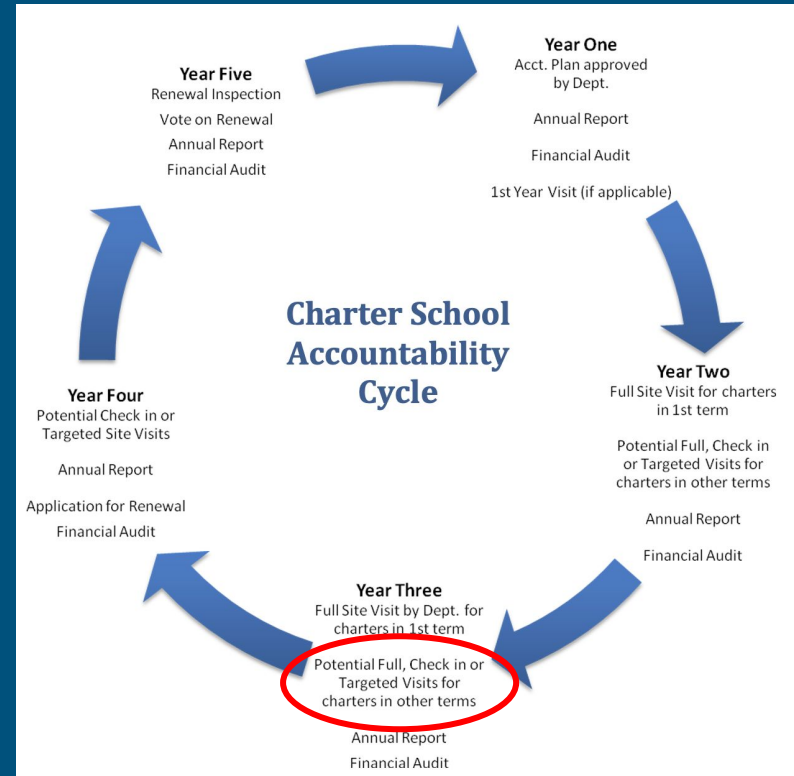 Year One
Acct. Plan approved
by Dept.
Annual Report
Financial Audit
1st Year Visit (if applicable)
Year Two
Full Site Visit for charters
in 1st term
Potential Full, Check in
or Targeted Visits for
charters in other terms
Annual Report
Financial Audit
Year Three
Full Site Visit by Dept. for
charters in 1st term
Potential Full, Check in or
Targeted Visits for
charters in other terms
Annual Report
Financial Audit
Year Four
Potential Check in or
Targeted Site Visits
Annual Report
Application for Renewal
Financial Audit
Year Five
Renewal Inspection
Vote on Renewal
Annual Report
Financial Audit
Charter School
Accountability
Cycle